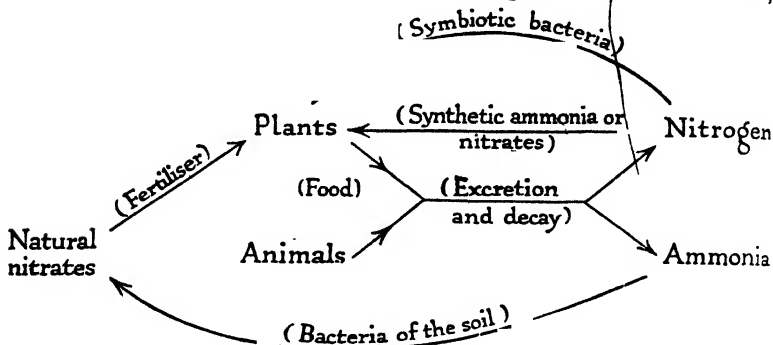 (Symbiotic bacteria)
Plants
(Synthetic ammonia or
nitrates)
Nitrogen
(Fertiliser)
(Food)
(Excretion
and decay)
Natural
nitrates
Animals
Ammonia
(Bacteria of the soil)